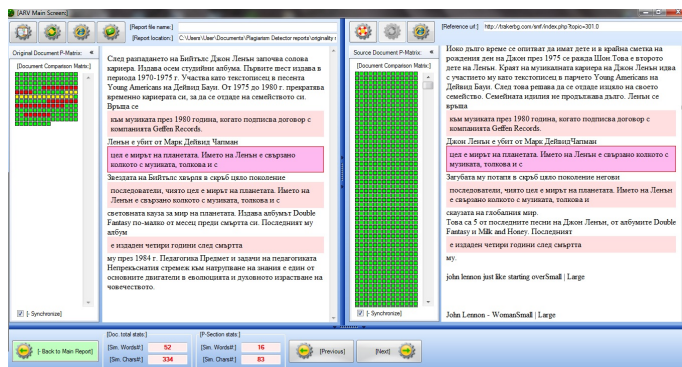 [ARV Main Screen:]
[Report file name:]
[Report location:] C:\Users\User\Documents\Plagiarism Detector reports\originality r
Original Document P-Matrix: «
[Document Comparison Matrix:]
След разпадането на Бийтълс Джон Ленън започва солова
кариера. Издава осем студийни албума. Първите шест издава в
периода 1970-1975 г. Участва като текстописец в песента
Young Americans на Дейвид Бауи. От 1975 до 1980 г. прекратява
временно кариерата си, за да се отдаде на семейството си.
Връща се
към музиката през 1980 година, когато подписва договор с
компанията Geffen Records.
Ленън е убит от Марк Дейвид Чапман
цел е мирът на планетата. Името на Ленън е свързано
колкото с музиката, толкова и с
Звездата на Бийтълс хвърля в скръб цяло поколение
последователи, чиято цел е мирът на планетата. Името на
Ленън е свързано колкото с музиката, толкова и с
световната кауза за мир на планетата. Издава албумът Double
Fantasy по-малко от месец преди смъртта си. Последният му
албум
е издаден четири години след смъртта
му през 1984 г. Педагогика Предмет и задачи на педагогиката
Непрекъснатия стремеж към натрупване на знания е един от
основните двигатели в еволюцията и духовното израстване на
човечеството.
[- Synchronize]
[Reference url:] http://trakerbg.com/smf/index.php?topic=301.0
Source Document P-Matrix: «
[Document Comparison Matrix:]
Йоко дълго време се опитват да имат дете и в крайна сметка на
рождения ден на Джон през 1975 се ражда Шон.Това е второто
дете на Ленън. Краят на музикалната кариера на Джон Ленън идва
с участието му като текстописец в парчето Young Americans на
Дейвид Бауи. След това решава да се отдаде изцяло на своето
семейство. Семейната идилия не продължава дълго. Ленън се
връща
към музиката през 1980 година, когато подписва договор с
компанията Geffen Records.
Джон Ленън е убит от Марк ДейвидЧапман
цел е мирът на планетата. Името на Ленън е свързано колкото с
музиката, толкова и с
Загубата му потапя в скръб цяло поколение негови
последователи, чиято цел е мирът на планетата. Името на Ленън
е свързано колкото с музиката, толкова и с
скаузата на глобалния мир.
Това са 5 от последните песни на Джон Ленън, от албумите Double
Fantasy и Milk and Honey. Последният
е издаден четири години след смъртта
му.
john lennon just like starting overSmall | Large
John Lennon - WomanSmall | Large
[- Synchronize]
[- Back to Main Report]
[Doc. total stats:]
[Sim. Words#:] 52
[Sim. Chars#:] 334
[P-Section stats:]
[Sim. Words#:] 16
[Sim. Chars#:] 83
[Previous]
[Next]